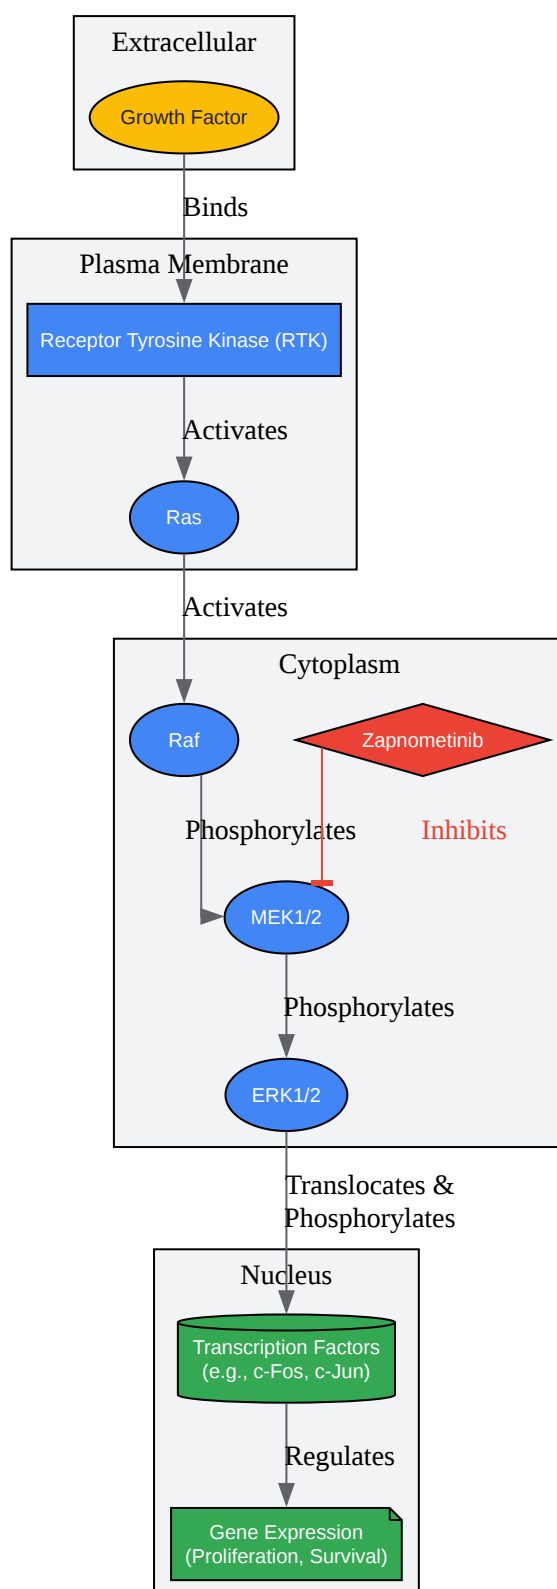 Extracellular
Growth Factor
Binds
Plasma Membrane
Receptor Tyrosine Kinase (RTK)
Activates
Ras
Activates
Cytoplasm
Raf
Zapnometinib
Phosphorylates
Inhibits
MEK1/2
Phosphorylates
ERK1/2
Translocates &
Phosphorylates
Nucleus
Transcription Factors
(e.g., c-Fos, c-Jun)
Regulates
Gene Expression
(Proliferation, Survival)